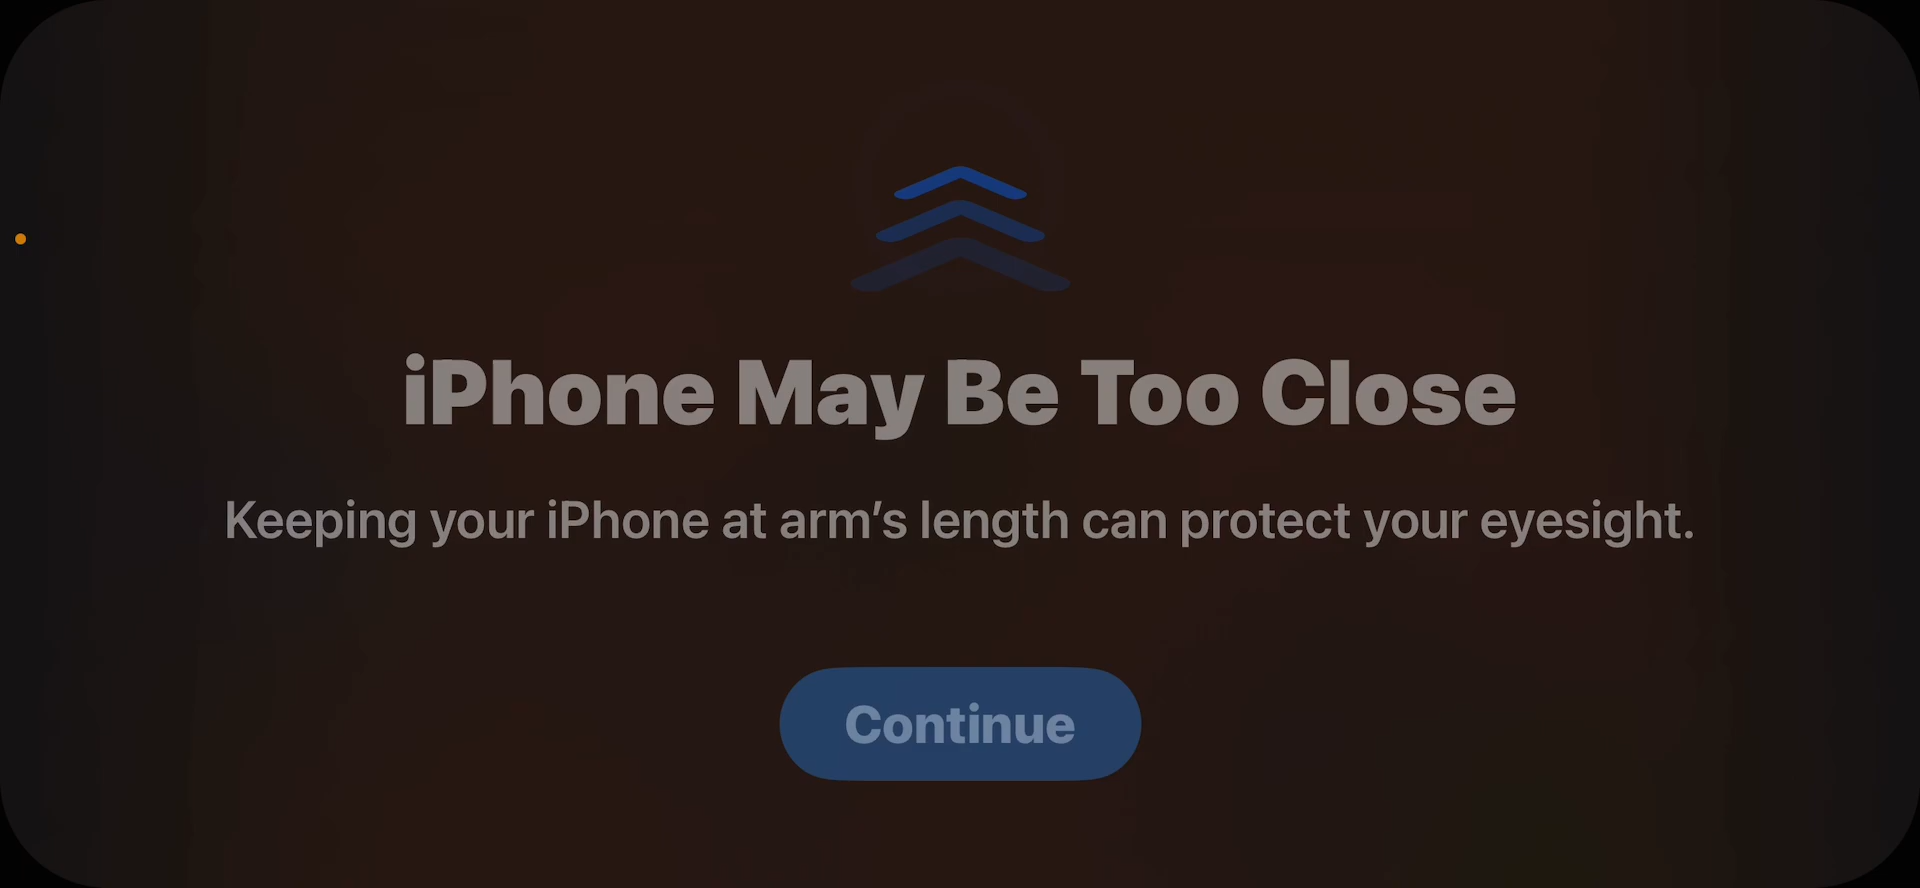 iPhone May Be Too Close
Keeping your iPhone at arm’s length can protect your eyesight.
Continue